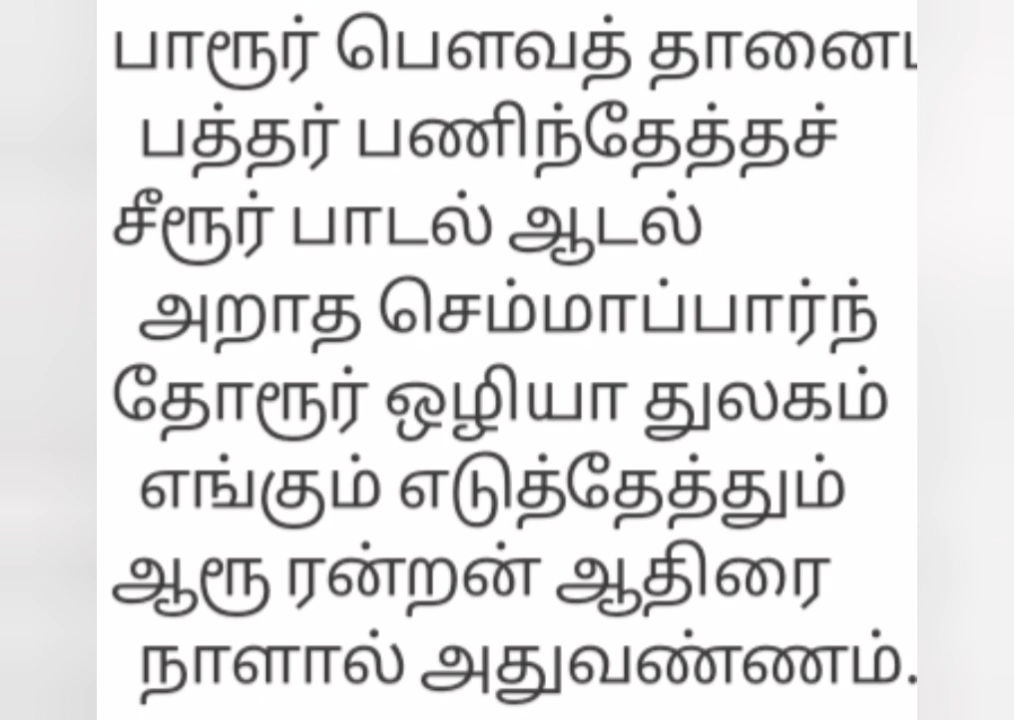 பாரூர் பௌவத் தானைப்
பத்தர் பணிந்தேத்தச்
சீரூர் பாடல் ஆடல்
அறாத செம்மாப்பார்ந்
தோரூர் ஒழியா துலகம்
எங்கும் எடுத்தேத்தும்
ஆரூ ரன்றன் ஆதிரை
நாளால் அதுவண்ணம்.